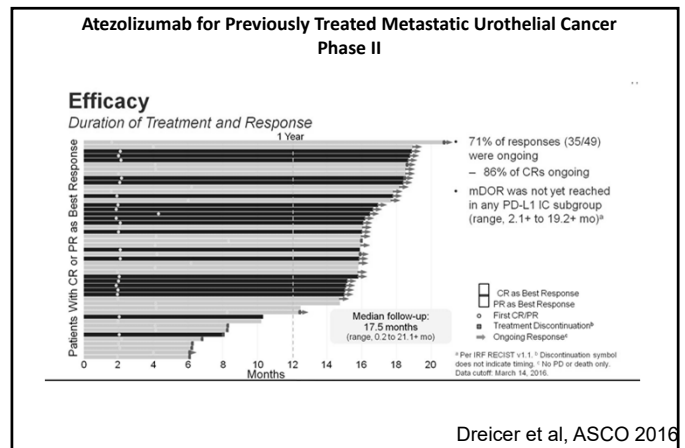 Atezolizumab for Previously Treated Metastatic Urothelial Cancer
Phase II
Efficacy
Duration of Treatment and Response
1 Year
Patients With CR or PR as Best Response
0 2 4 6 8 10 12 14 16 18 20
Months
Median follow-up:
17.5 months
(range, 0.2 to 21.1+ mo)
• 71% of responses (35/49)
were ongoing
– 86% of CRs ongoing
• mDOR was not yet reached
in any PD-L1 IC subgroup
(range, 2.1+ to 19.2+ mo)ᵃ
CR as Best Response
PR as Best Response
First CR/PR
Treatment Discontinuationᵇ
Ongoing Responseᶜ
ᵃ Per IRF RECIST v1.1. ᵇ Discontinuation symbol
does not indicate timing. ᶜ No PD or death only.
Data cutoff: March 14, 2016.
Dreicer et al, ASCO 2016